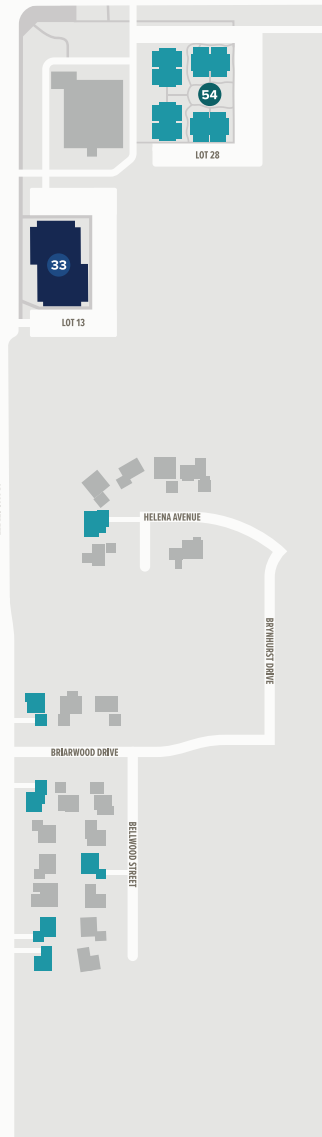 54
LOT 28
33
LOT 13
HELENA AVENUE
BRYNHURST DRIVE
BRIARWOOD DRIVE
BELLWOOD STREET